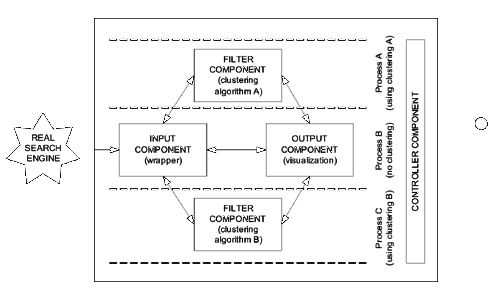 REAL
SEARCH
ENGINE
FILTER
COMPONENT
(clustering
algorithm A)
INPUT
COMPONENT
(wrapper)
OUTPUT
COMPONENT
(visualization)
FILTER
COMPONENT
(clustering
algorithm B)
Process A
(using clustering A)
Process B
(no clustering)
Process C
(using clustering B)
CONTROLLER COMPONENT